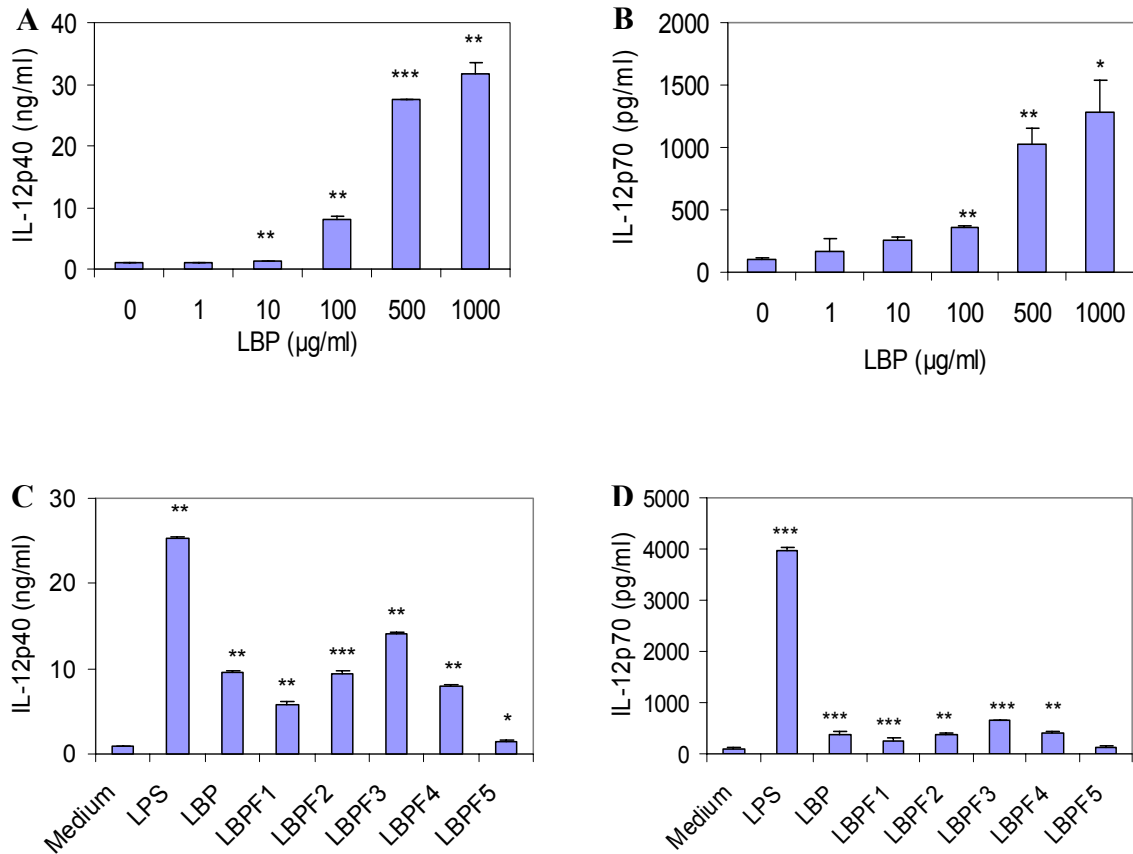 A
IL-12p40 (ng/ml)
40
30
20
10
0
**
***
**
**
0 1 10 100 500 1000
LBP (µg/ml)
B
IL-12p70 (pg/ml)
2000
1500
1000
500
0
*
**
**
0 1 10 100 500 1000
LBP (µg/ml)
C
IL-12p40 (ng/ml)
30
20
10
0
**
**
**
***
**
**
*
Medium LPS LBP LBPF1 LBPF2 LBPF3 LBPF4 LBPF5
D
IL-12p70 (pg/ml)
5000
4000
3000
2000
1000
0
***
***
***
**
***
**
Medium LPS LBP LBPF1 LBPF2 LBPF3 LBPF4 LBPF5